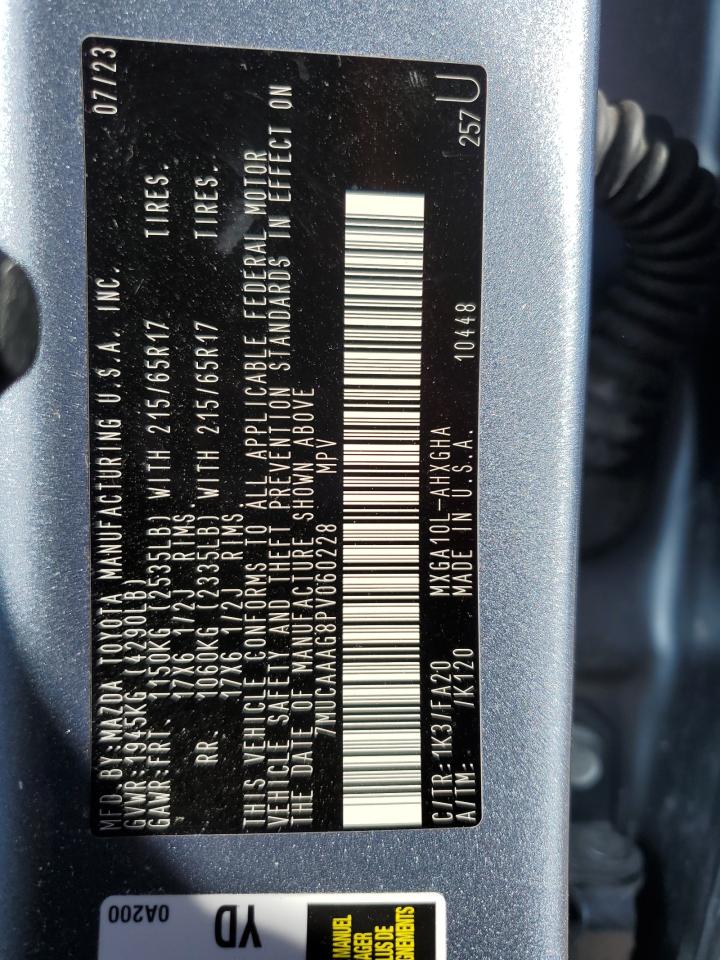 MFD.BY:MAZDA TOYOTA MANUFACTURING U.S.A. INC. 07/23
GVWR:1945KG (4290LB)
GAWR:FRT. 1150KG (2535LB) WITH 215/65R17 TIRES.
17X6 1/2J RIMS.
RR. 1060KG (2335LB) WITH 215/65R17 TIRES.
17X6 1/2J RIMS
THIS VEHICLE CONFORMS TO ALL APPLICABLE FEDERAL MOTOR
VEHICLE SAFETY AND THEFT PREVENTION STANDARDS IN EFFECT ON
THE DATE OF MANUFACTURE SHOWN ABOVE
7MUCAAAG8PV060228 MPV
C/TR:1K3/FA20 MXGA10L-AHXGHA 257U
A/TM: /K120 MADE IN U.S.A. 10448
0A200
YD
MANUEL